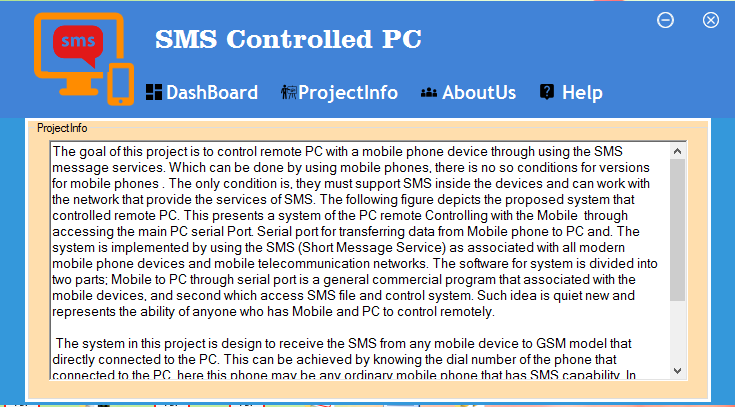 sms
SMS Controlled PC
DashBoard ProjectInfo AboutUs Help
ProjectInfo
The goal of this project is to control remote PC with a mobile phone device through using the SMS
message services. Which can be done by using mobile phones, there is no so conditions for versions
for mobile phones . The only condition is, they must support SMS inside the devices and can work with
the network that provide the services of SMS. The following figure depicts the proposed system that
controlled remote PC. This presents a system of the PC remote Controlling with the Mobile through
accessing the main PC serial Port. Serial port for transferring data from Mobile phone to PC and. The
system is implemented by using the SMS (Short Message Service) as associated with all modern
mobile phone devices and mobile telecommunication networks. The software for system is divided into
two parts; Mobile to PC through serial port is a general commercial program that associated with the
mobile devices, and second which access SMS file and control system. Such idea is quiet new and
represents the ability of anyone who has Mobile and PC to control remotely.
The system in this project is design to receive the SMS from any mobile device to GSM model that
directly connected to the PC. This can be achieved by knowing the dial number of the phone that
connected to the PC, here this phone may be any ordinary mobile phone that has SMS capability. In